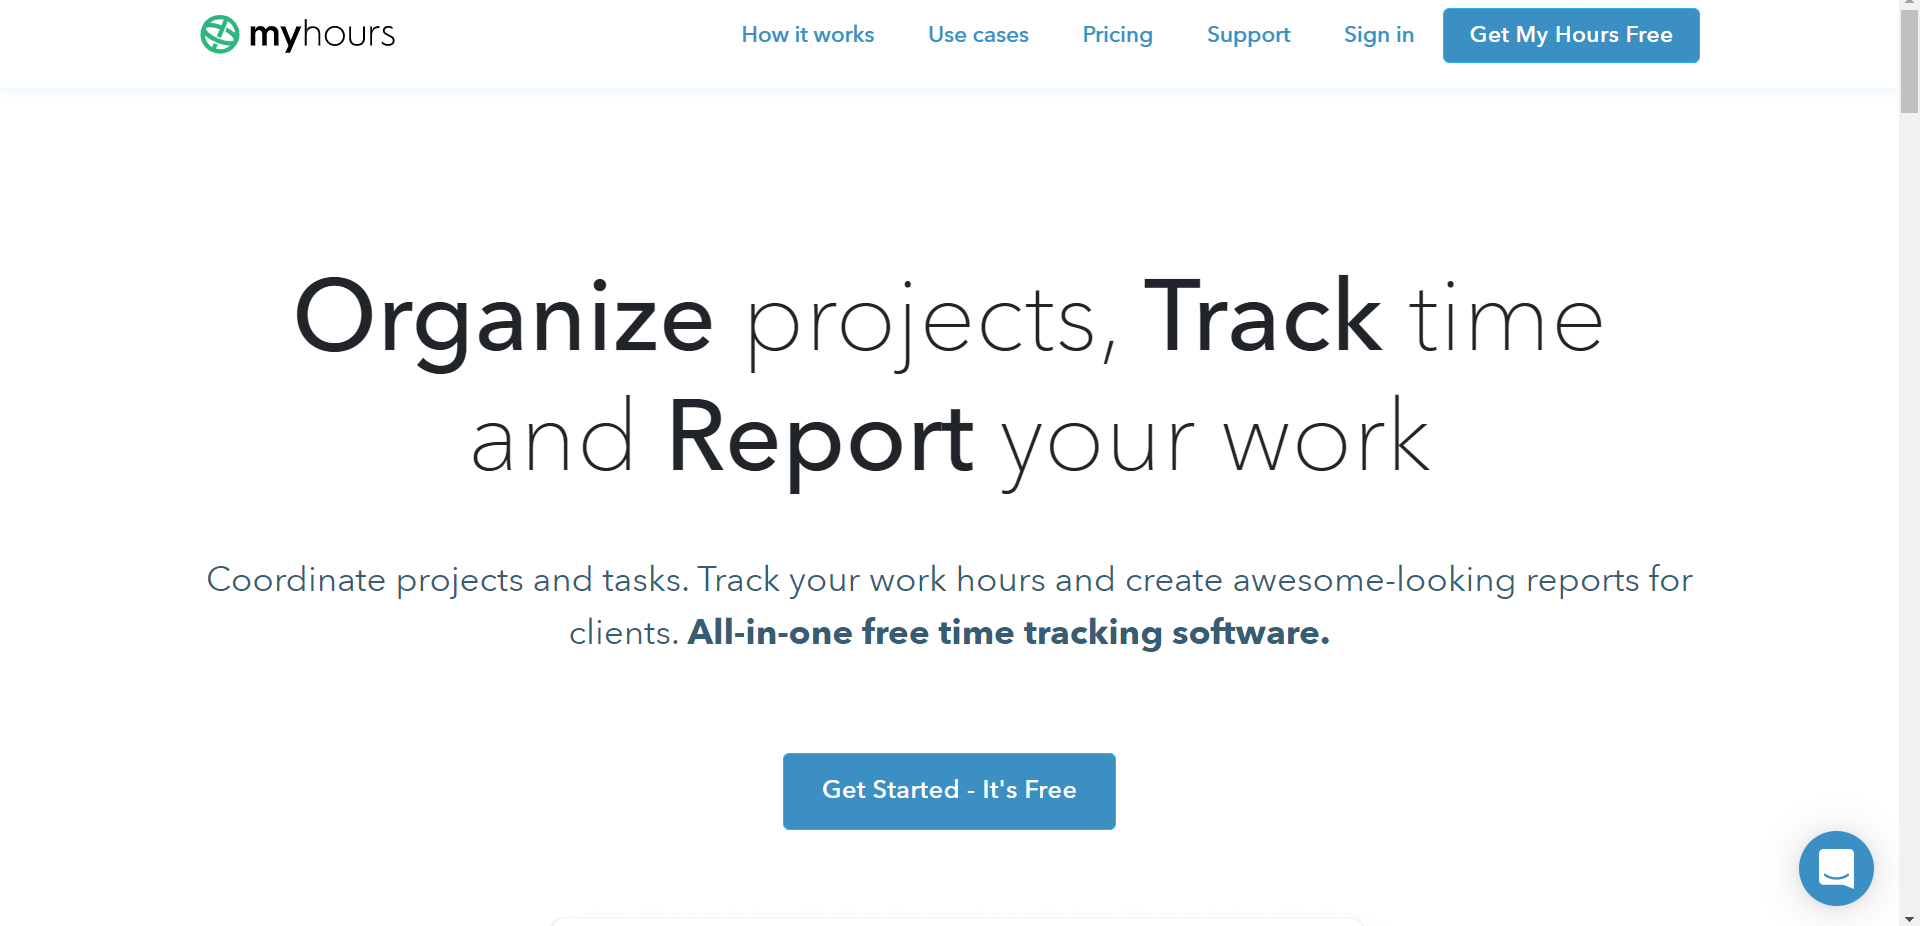 myhours
How it works
Use cases
Pricing
Support
Sign in
Get My Hours Free
Organize projects, Track time
and Report your work
Coordinate projects and tasks. Track your work hours and create awesome-looking reports for
clients. All-in-one free time tracking software.
Get Started - It's Free